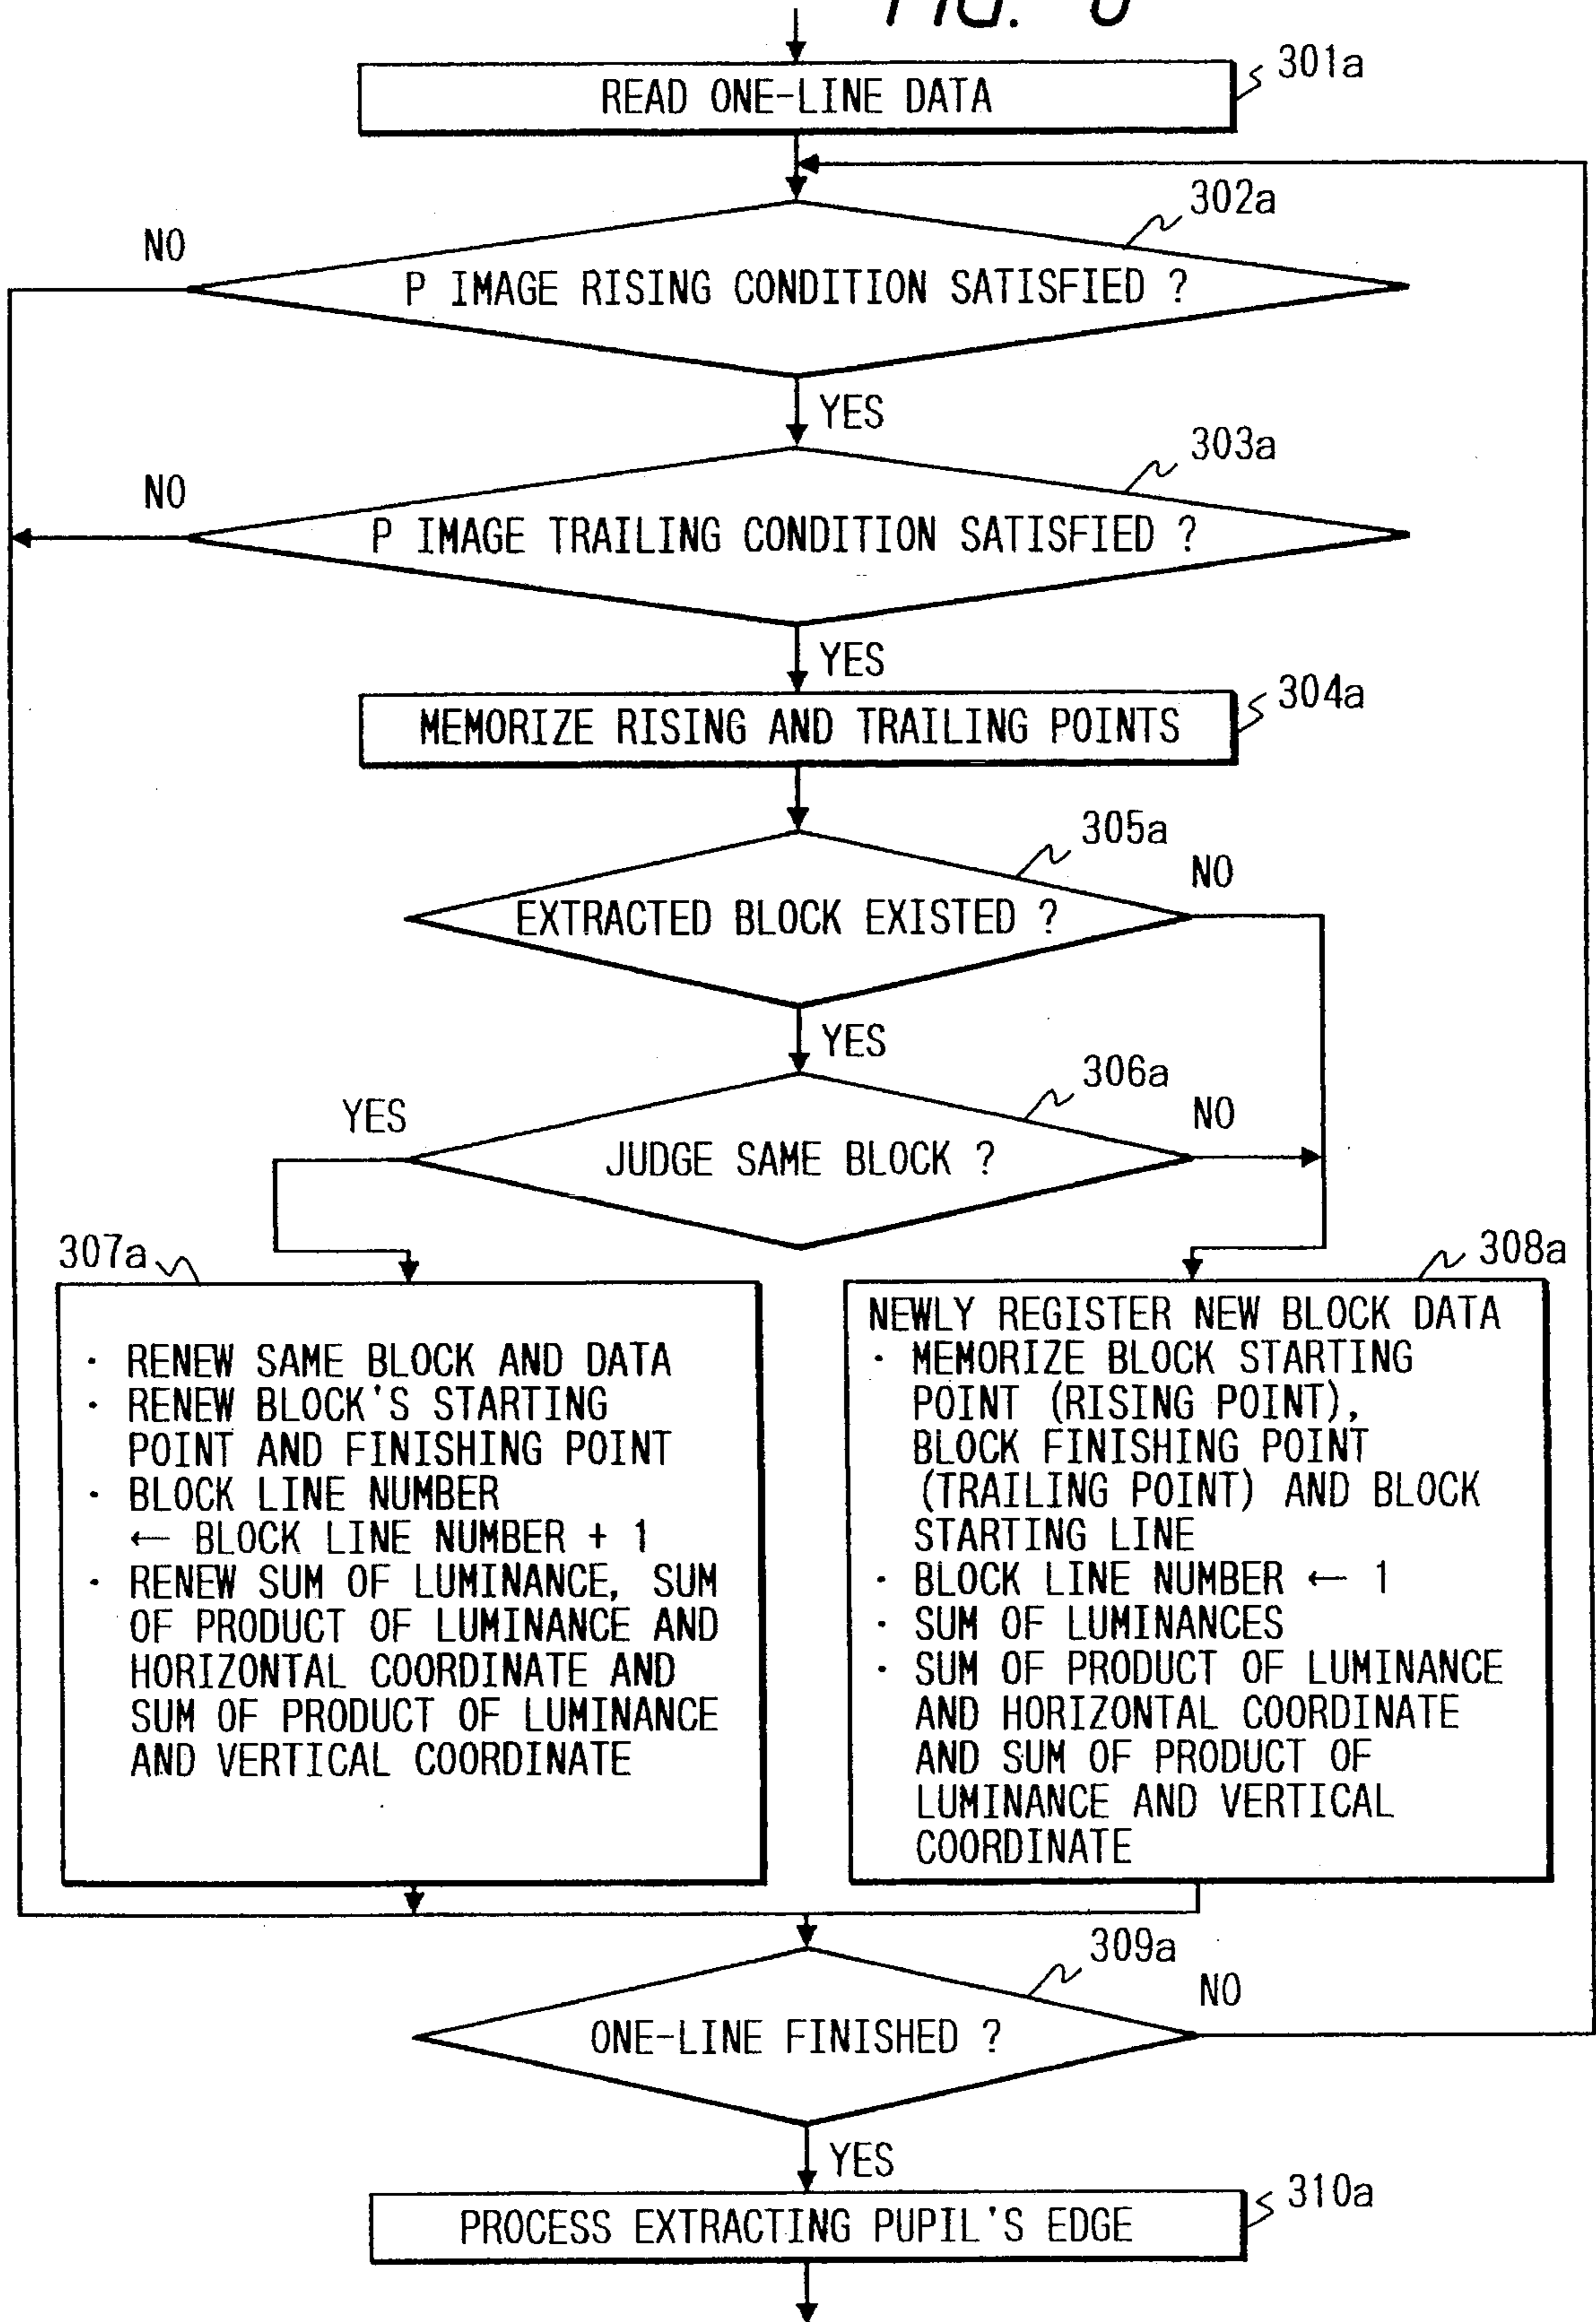 FIG.
301a
READ ONE-LINE DATA
302a
NO
P IMAGE RISING CONDITION SATISFIED ?
YES
303a
NO
P IMAGE TRAILING CONDITION SATISFIED ?
YES
304a
MEMORIZE RISING AND TRAILING POINTS
305a
NO
EXTRACTED BLOCK EXISTED ?
YES
306a
YES
NO
JUDGE SAME BLOCK ?
307a
· RENEW SAME BLOCK AND DATA
· RENEW BLOCK'S STARTING
POINT AND FINISHING POINT
· BLOCK LINE NUMBER
← BLOCK LINE NUMBER + 1
· RENEW SUM OF LUMINANCE, SUM
OF PRODUCT OF LUMINANCE AND
HORIZONTAL COORDINATE AND
SUM OF PRODUCT OF LUMINANCE
AND VERTICAL COORDINATE
308a
NEWLY REGISTER NEW BLOCK DATA
· MEMORIZE BLOCK STARTING
POINT (RISING POINT),
BLOCK FINISHING POINT
(TRAILING POINT) AND BLOCK
STARTING LINE
· BLOCK LINE NUMBER ← 1
· SUM OF LUMINANCES
· SUM OF PRODUCT OF LUMINANCE
AND HORIZONTAL COORDINATE
AND SUM OF PRODUCT OF
LUMINANCE AND VERTICAL
COORDINATE
309a
NO
ONE-LINE FINISHED ?
YES
310a
PROCESS EXTRACTING PUPIL'S EDGE